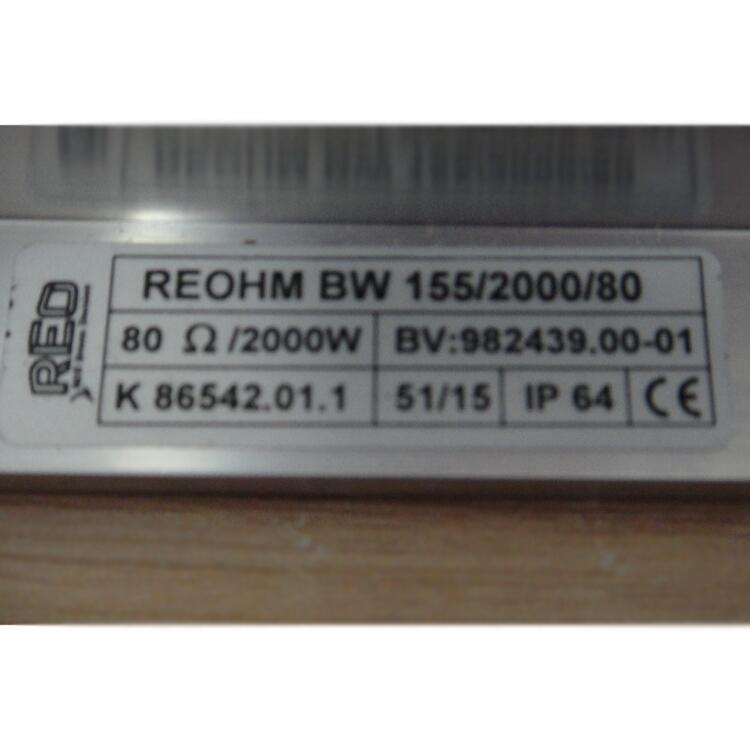 REO
REOHM BW 155/2000/80
80 Ω /2000W BV:982439.00-01
K 86542.01.1 51/15 IP 64 CE